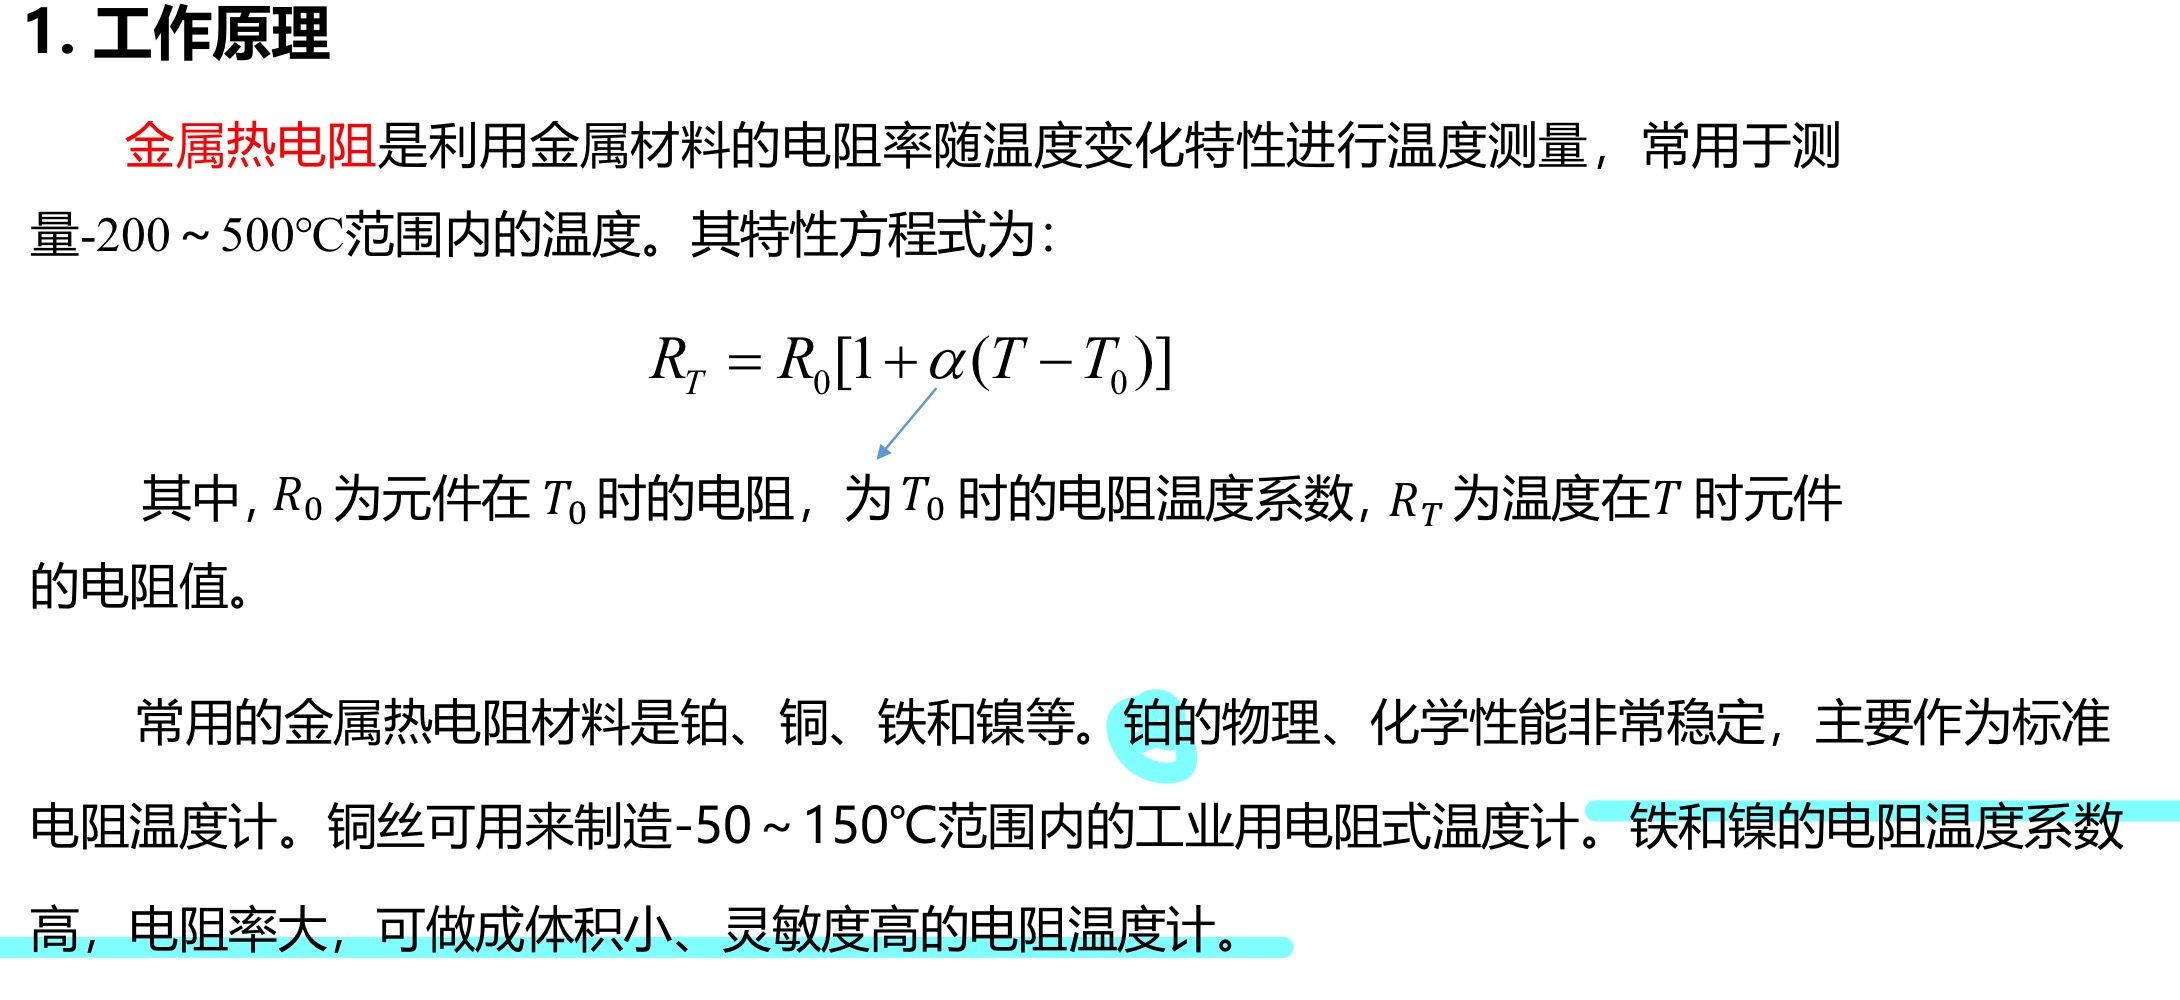 1. 工作原理
金属热电阻是利用金属材料的电阻率随温度变化特性进行温度测量，常用于测
量-200～500℃范围内的温度。其特性方程式为：
R_T = R_0[1+α(T−T_0)]
其中, R_0 为元件在 T_0 时的电阻，为 T_0 时的电阻温度系数, R_T 为温度在T 时元件
的电阻值。
常用的金属热电阻材料是铂、铜、铁和镍等。铂的物理、化学性能非常稳定，主要作为标准
电阻温度计。铜丝可用来制造-50～150℃范围内的工业用电阻式温度计。铁和镍的电阻温度系数
高，电阻率大，可做成体积小、灵敏度高的电阻温度计。